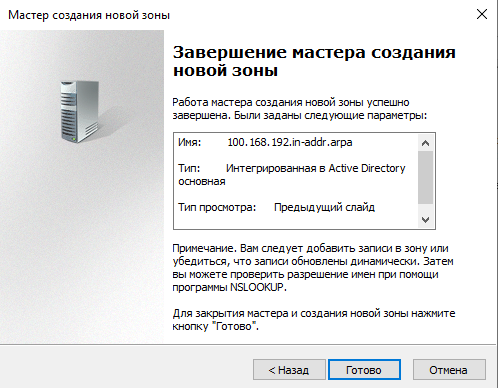 Мастер создания новой зоны
Завершение мастера создания
новой зоны
Работа мастера создания новой зоны успешно
завершена. Были заданы следующие параметры:
Имя: 100.168.192.in-addr.arpa
Тип: Интегрированная в Active Directory
основная
Тип просмотра: Предыдущий слайд
Примечание. Вам следует добавить записи в зону или
убедиться, что записи обновлены динамически. Затем
вы можете проверить разрешение имен при помощи
программы NSLOOKUP.
Для закрытия мастера и создания новой зоны нажмите
кнопку "Готово".
< Назад
Готово
Отмена